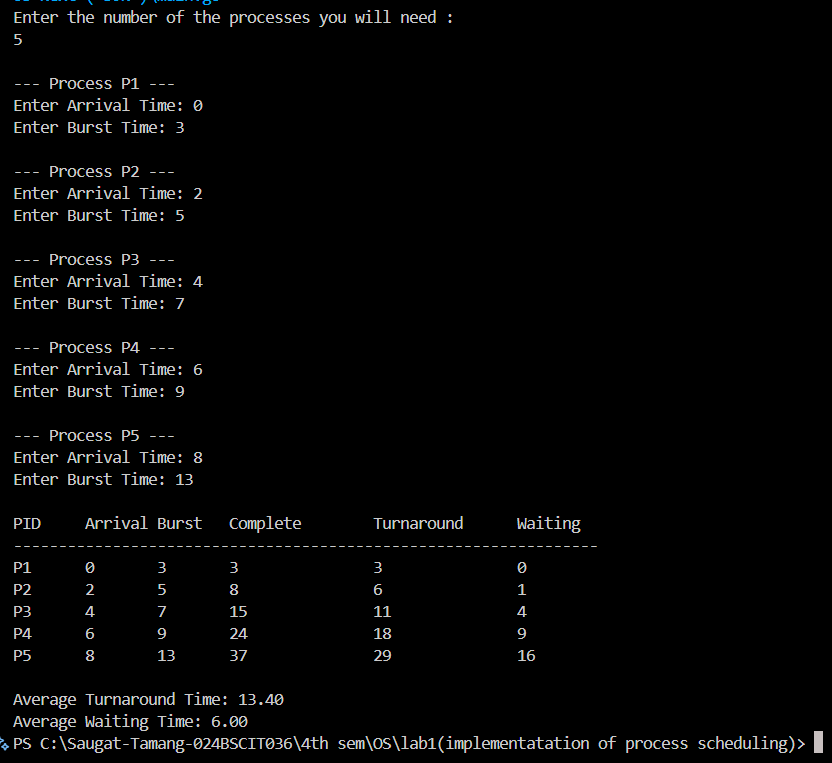 Enter the number of the processes you will need :
5
--- Process P1 ---
Enter Arrival Time: 0
Enter Burst Time: 3
--- Process P2 ---
Enter Arrival Time: 2
Enter Burst Time: 5
--- Process P3 ---
Enter Arrival Time: 4
Enter Burst Time: 7
--- Process P4 ---
Enter Arrival Time: 6
Enter Burst Time: 9
--- Process P5 ---
Enter Arrival Time: 8
Enter Burst Time: 13
PID Arrival Burst Complete Turnaround Waiting
-----------------------------------------------------------------
P1 0 3 3 3 0
P2 2 5 8 6 1
P3 4 7 15 11 4
P4 6 9 24 18 9
P5 8 13 37 29 16
Average Turnaround Time: 13.40
Average Waiting Time: 6.00
PS C:\Saugat-Tamang-024BSCIT036\4th sem\OS\lab1(implementatation of process scheduling)>